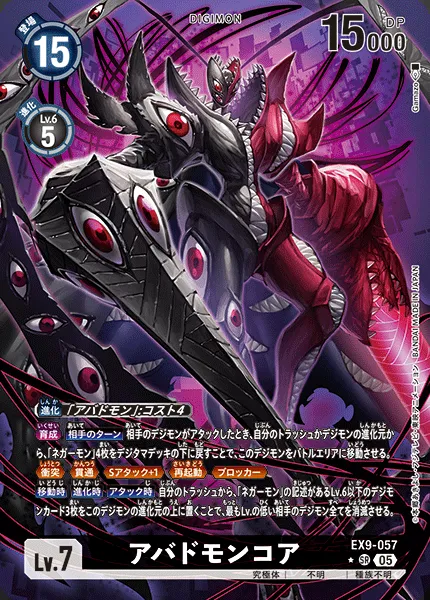 登場
15
DIGIMON
15000
DP
進化
Lv.6
5
進化 「アバドモン」:コスト4
育成 相手のターン 相手のデジモンがアタックしたとき、自分のトラッシュかデジモンの進化元か
ら、「ネガーモン」4枚をデジタマデッキの下に戻すことで、このデジモンをバトルエリアに移動させる。
衝突 貫通 Sアタック+1 再起動 ブロッカー
移動時 進化時 アタック時 自分のトラッシュから、「ネガーモン」の記述があるLv.6以下のデジモ
ンカード3枚をこのデジモンの進化元の上に置くことで、最もLv.の低い相手のデジモン全てを消滅させる。
Lv.7
アバドモンコア
EX9-057
SR 05
究極体
不明
種族不明
BANDAI MADE IN JAPAN